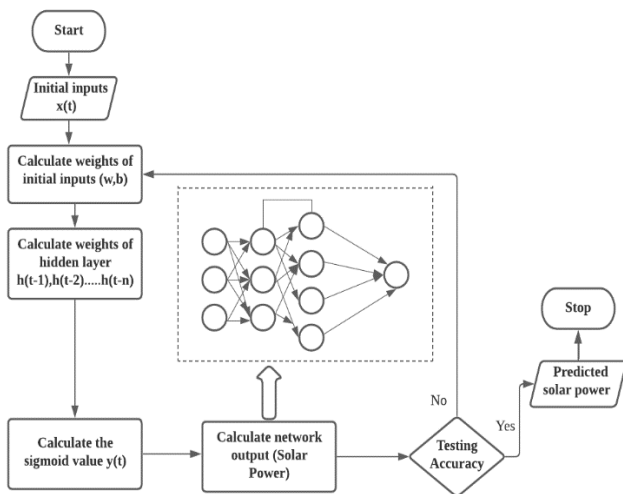 Start
Initial inputs
x(t)
Calculate weights of
initial inputs (w,b)
Calculate weights of
hidden layer
h(t-1),h(t-2).....h(t-n)
Calculate the
sigmoid value y(t)
Calculate network
output (Solar
Power)
Testing
Accuracy
No
Yes
Predicted
solar power
Stop